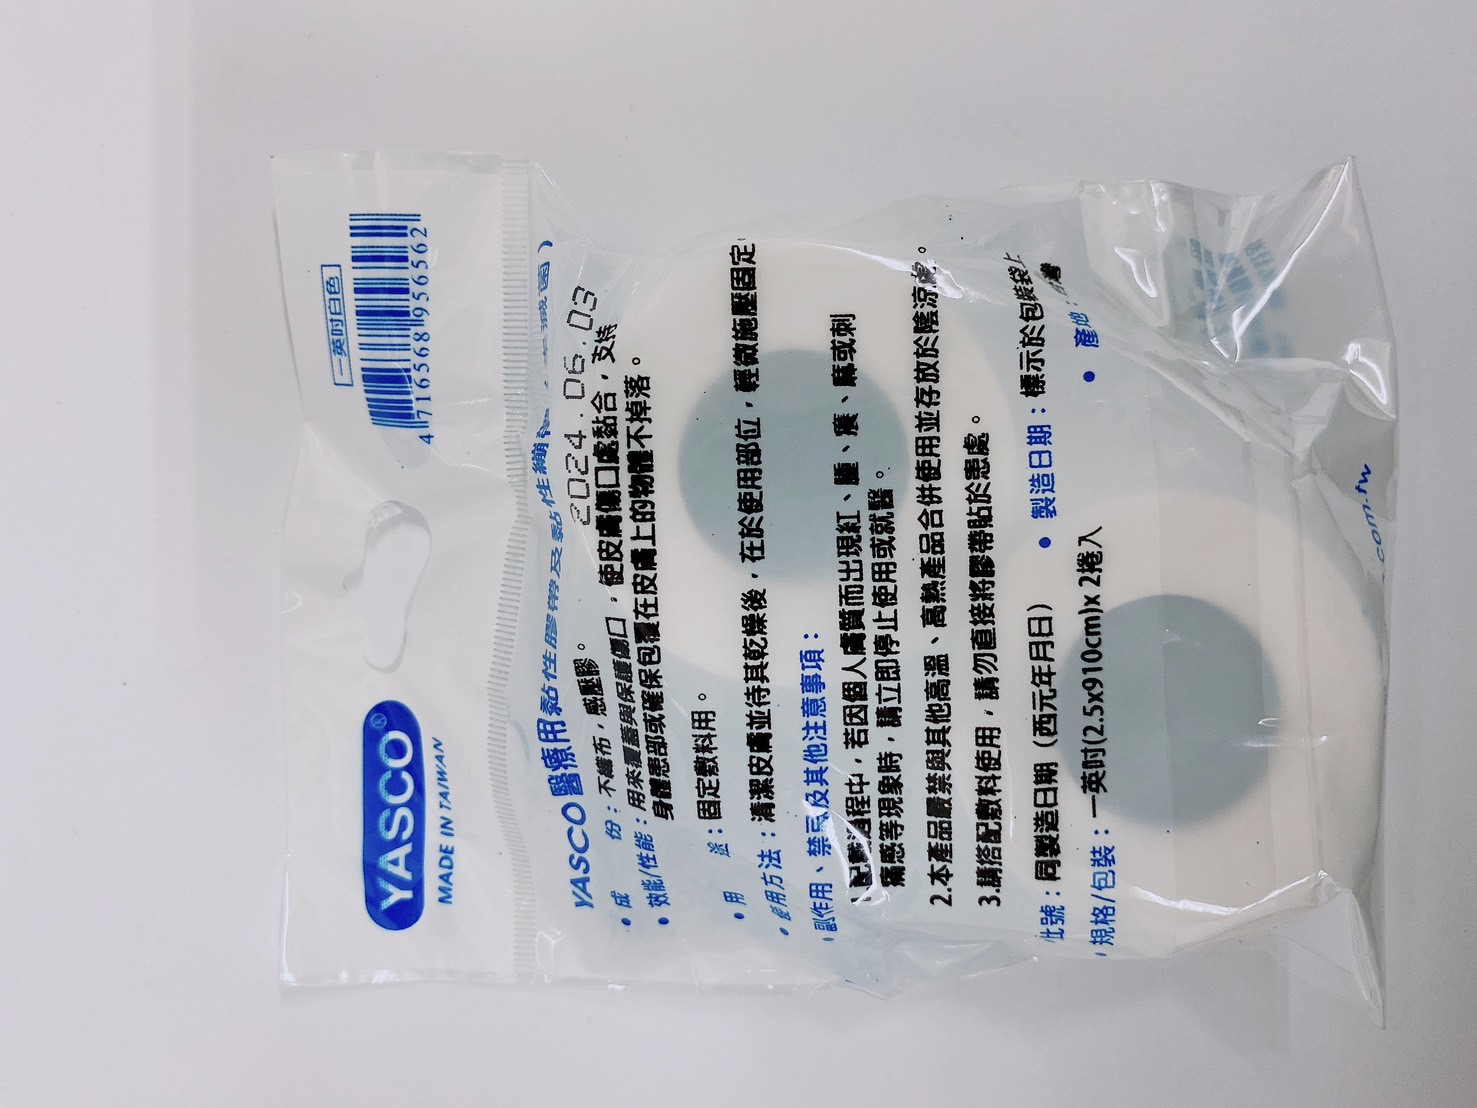 YASCO®
MADE IN TAIWAN
一英吋白色
4 716568 956562
YASCO 醫療用黏性膠帶及黏性繃
2024.06.03
• 成 份：不織布，感壓膠。
• 效能/性能：用來覆蓋與保護傷口，使皮膚傷口處黏合，支持
身體患部或確保包覆在皮膚上的物體不掉落。
• 用 途：固定敷料用。
• 使用方法：清潔皮膚並待其乾燥後，在於使用部位，輕微施壓固定
• 副作用、禁忌及其他注意事項：
1.配戴過程中，若因個人膚質而出現紅、腫、癢、麻或刺
痛感等現象時，請立即停止使用或就醫。
2.本產品嚴禁與其他高溫、高熱產品合併使用並存放於陰涼處。
3.請搭配敷料使用，請勿直接將膠帶貼於患處。
批號：同製造日期（西元年月日） • 製造日期：標示於包裝袋上
• 規格/包裝：一英吋(2.5x910cm)x 2捲入 • 產地：台灣
.com.tw